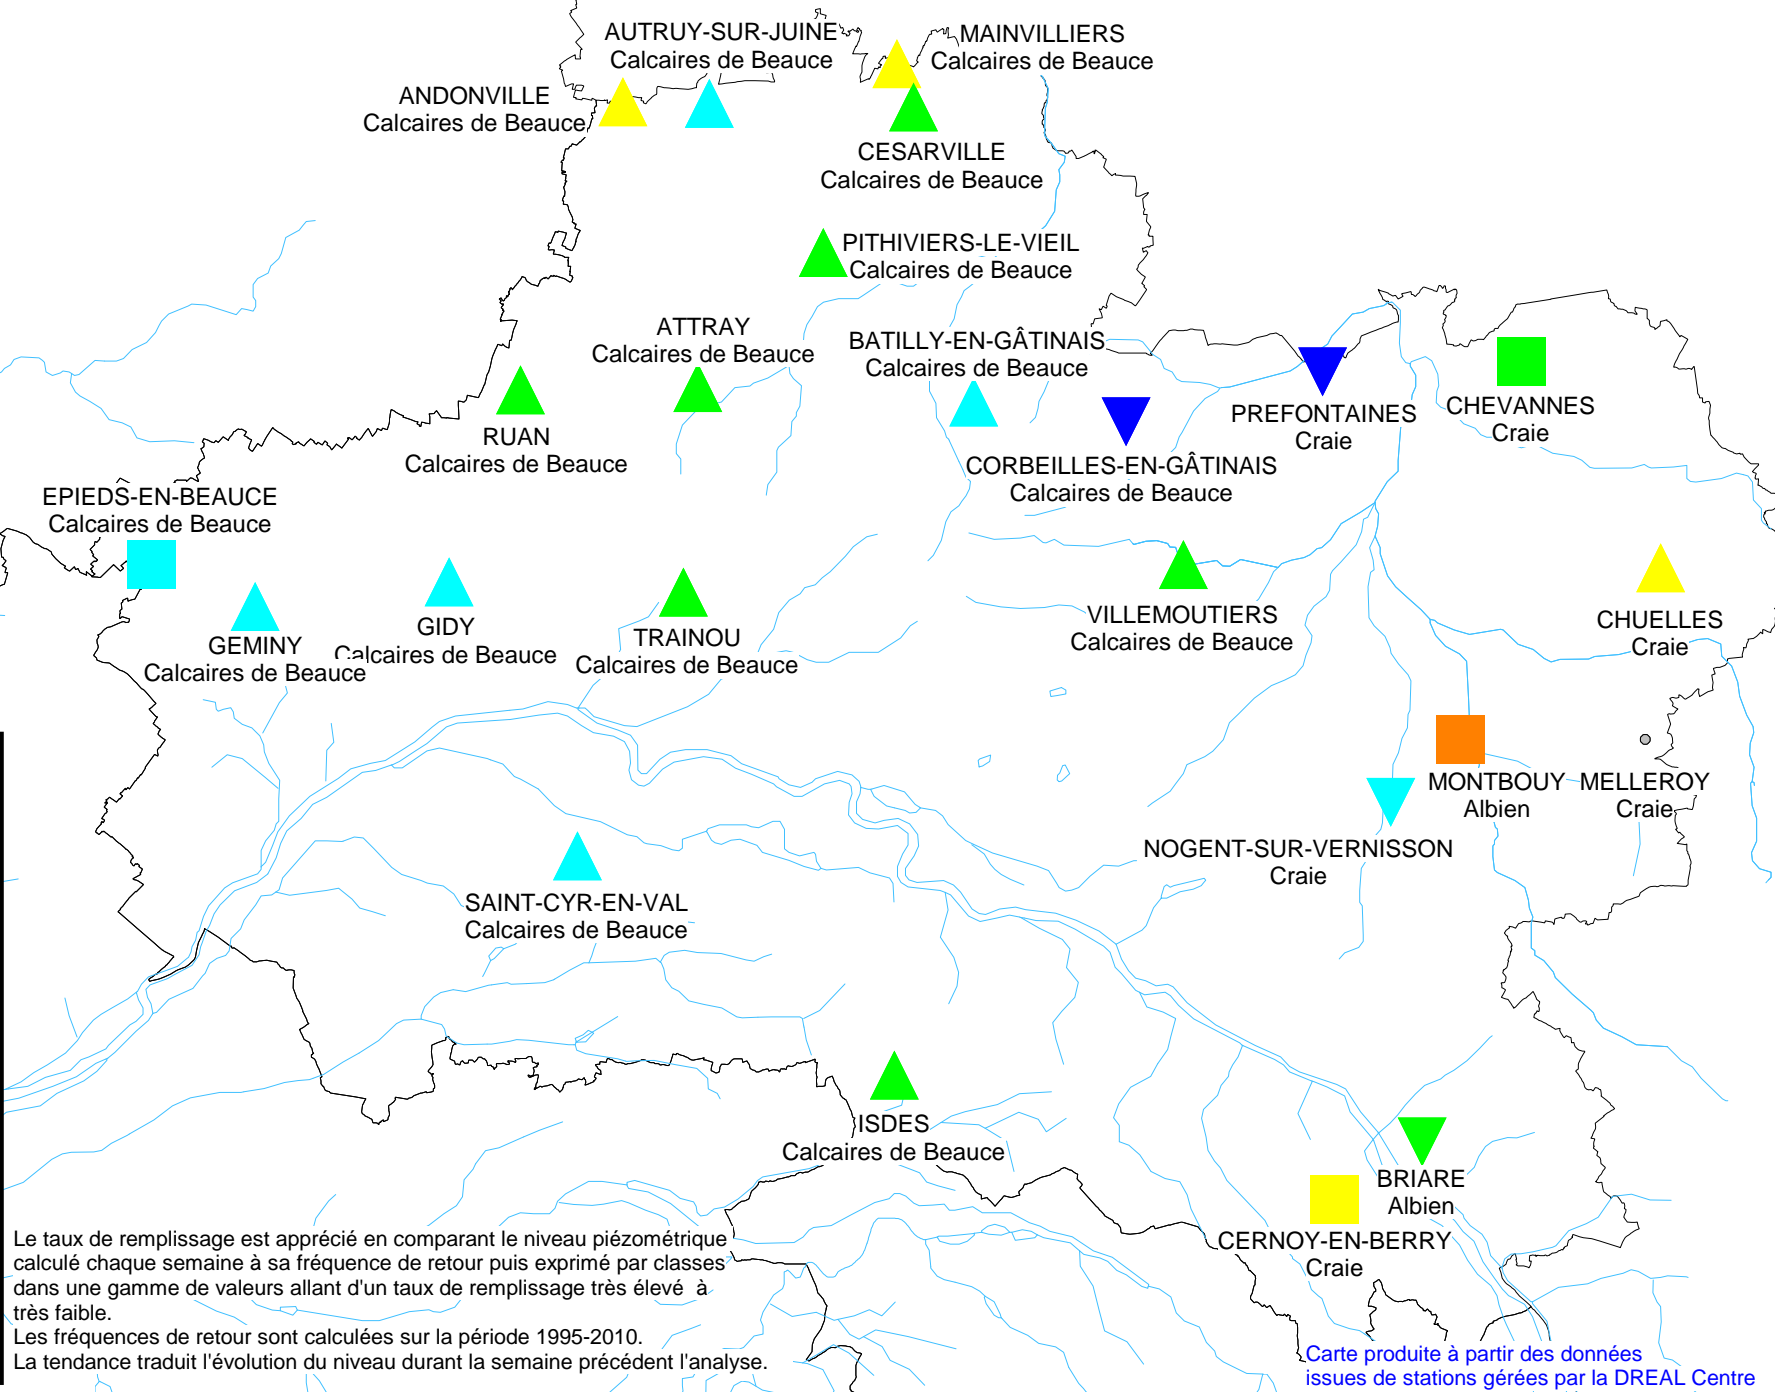 AUTRUY-SUR-JUINE
Calcaires de Beauce
MAINVILLIERS
Calcaires de Beauce
ANDONVILLE
Calcaires de Beauce
CESARVILLE
Calcaires de Beauce
PITHIVIERS-LE-VIEIL
Calcaires de Beauce
ATTRAY
Calcaires de Beauce
BATILLY-EN-GÂTINAIS
Calcaires de Beauce
RUAN
Calcaires de Beauce
PREFONTAINES
Craie
CHEVANNES
Craie
CORBEILLES-EN-GÂTINAIS
Calcaires de Beauce
EPIEDS-EN-BEAUCE
Calcaires de Beauce
GEMINY
Calcaires de Beauce
GIDY
Calcaires de Beauce
TRAINOU
Calcaires de Beauce
VILLEMOUTIERS
Calcaires de Beauce
CHUELLES
Craie
MONTBOUY
Albien
MELLEROY
Craie
NOGENT-SUR-VERNISSON
Craie
SAINT-CYR-EN-VAL
Calcaires de Beauce
ISDES
Calcaires de Beauce
BRIARE
Albien
CERNOY-EN-BERRY
Craie
Le taux de remplissage est apprécié en comparant le niveau piézométrique
calculé chaque semaine à sa fréquence de retour puis exprimé par classes
dans une gamme de valeurs allant d'un taux de remplissage très élevé à
très faible.
Les fréquences de retour sont calculées sur la période 1995-2010.
La tendance traduit l'évolution du niveau durant la semaine précédent l'analyse.
Carte produite à partir des données
issues de stations gérées par la DREAL Centre